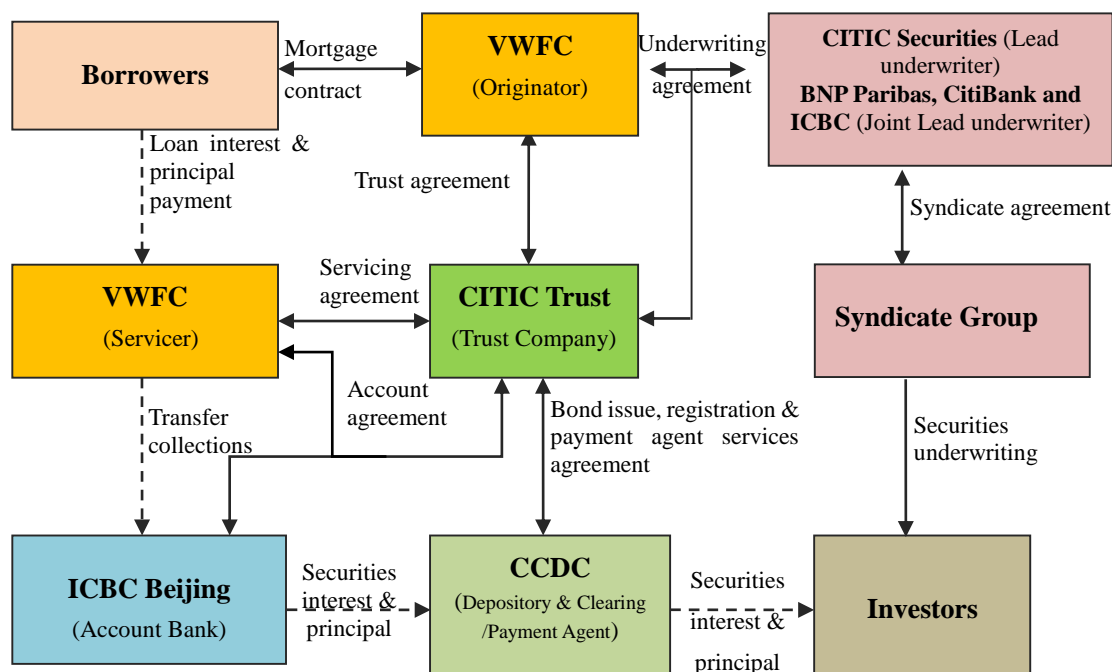 Borrowers
Mortgage
contract
VWFC
(Originator)
Underwriting
agreement
CITIC Securities (Lead
underwriter)
BNP Paribas, CitiBank and
ICBC (Joint Lead underwriter)
Loan interest &
principal
payment
Trust agreement
Syndicate agreement
VWFC
(Servicer)
Servicing
agreement
CITIC Trust
(Trust Company)
Syndicate Group
Transfer
collections
Account
agreement
Bond issue, registration &
payment agent services
agreement
Securities
underwriting
ICBC Beijing
(Account Bank)
Securities
interest &
principal
CCDC
(Depository & Clearing
/Payment Agent)
Securities
interest &
principal
Investors